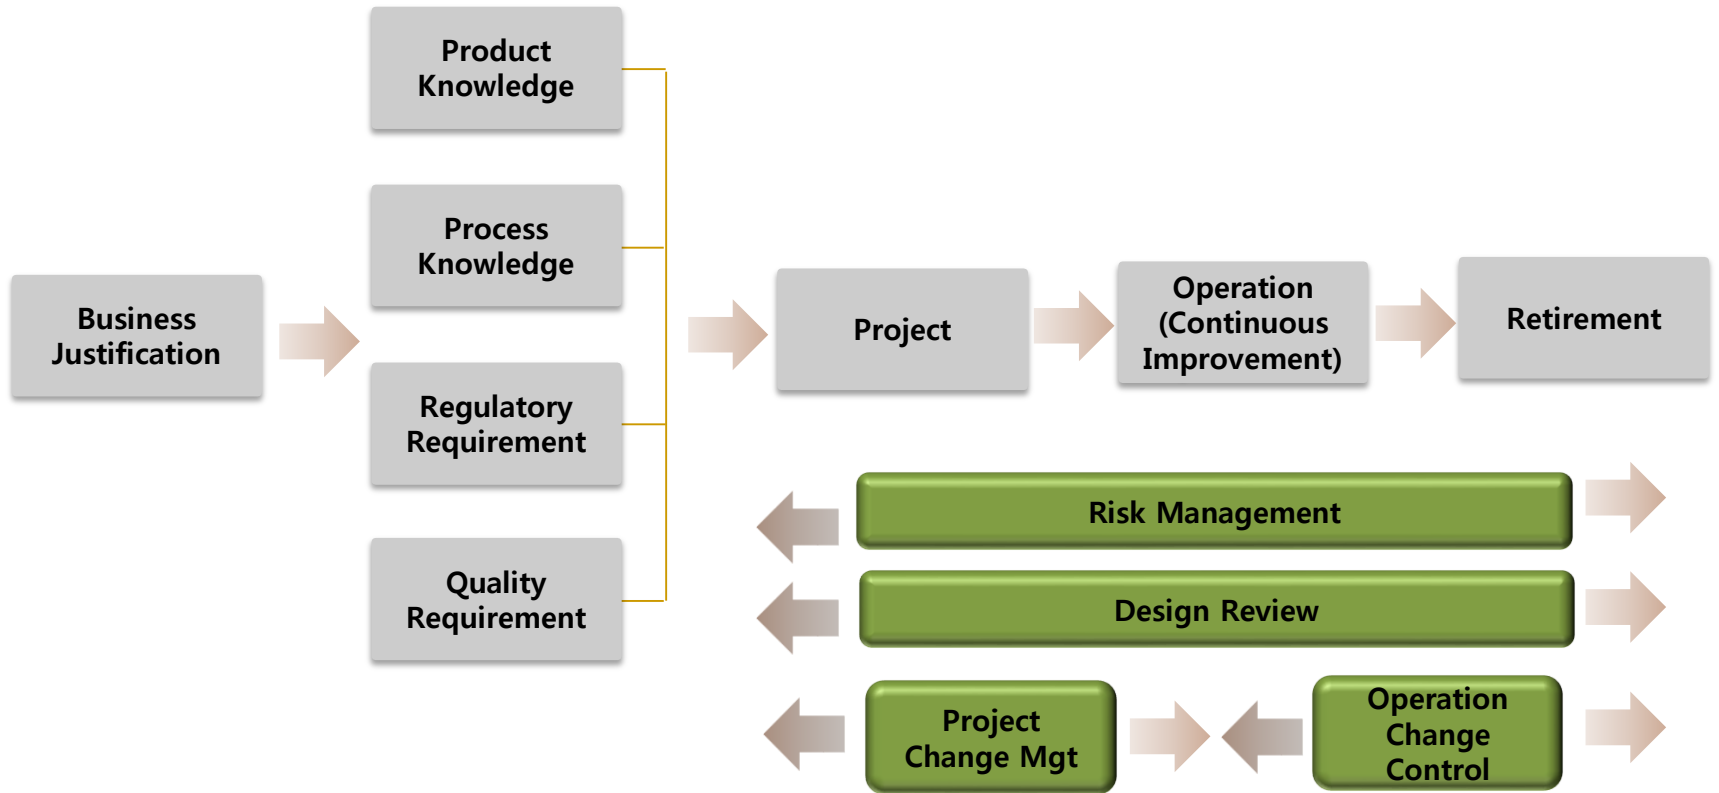 Product
Knowledge
Process
Knowledge
Business
Justification
Regulatory
Requirement
Quality
Requirement
Project
Operation
(Continuous
Improvement)
Retirement
Risk Management
Design Review
Project
Change Mgt
Operation
Change
Control